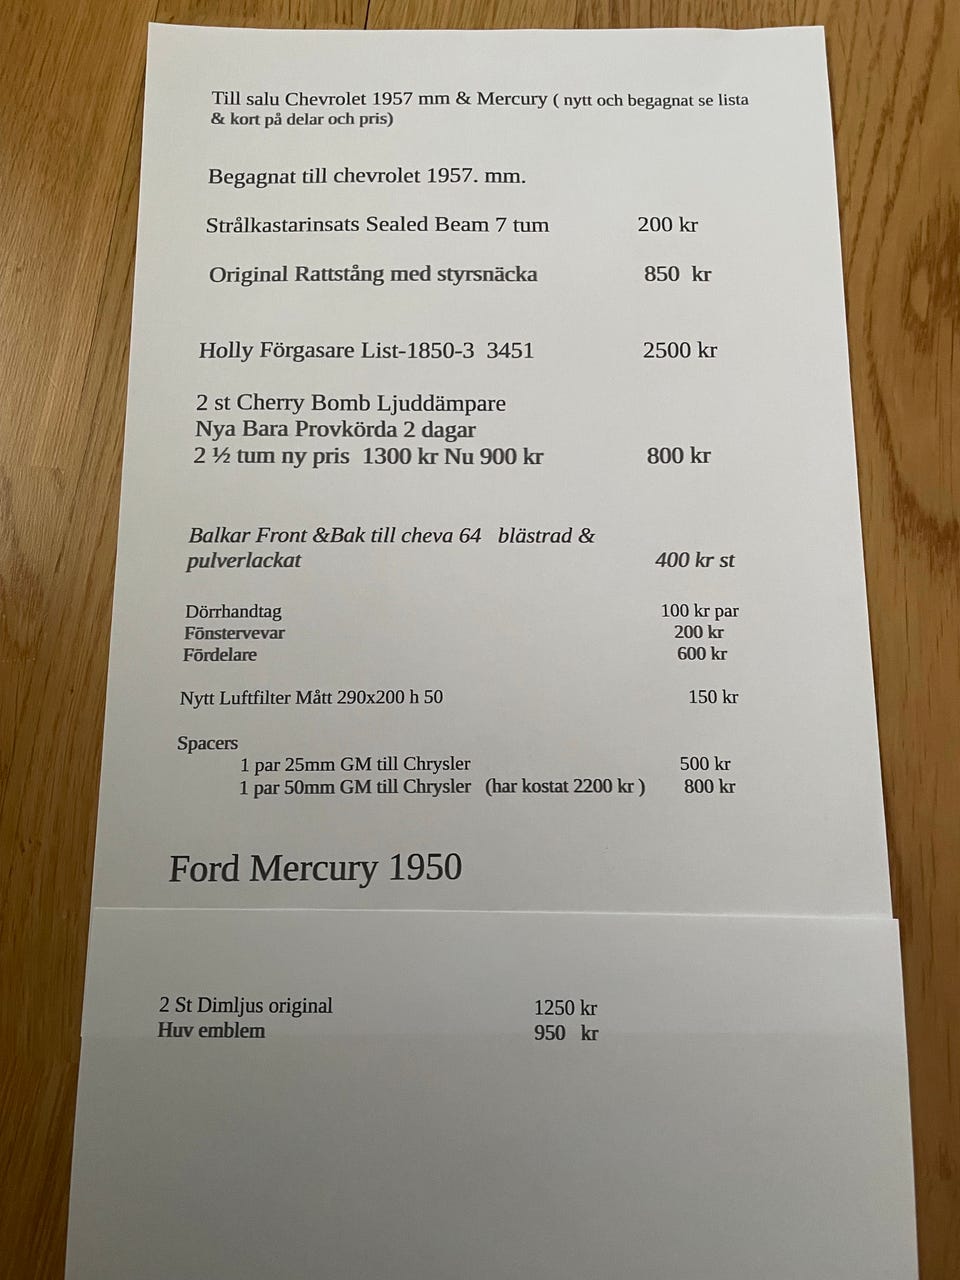 Till salu Chevrolet 1957 mm & Mercury ( nytt och begagnat se lista
& kort på delar och pris)
Begagnat till chevrolet 1957. mm.
Strålkastarinsats Sealed Beam 7 tum 200 kr
Original Rattstång med styrsnäcka 850 kr
Holly Förgasare List-1850-3 3451 2500 kr
2 st Cherry Bomb Ljuddämpare
Nya Bara Provkörda 2 dagar
2 ½ tum ny pris 1300 kr Nu 900 kr 800 kr
Balkar Front &Bak till cheva 64 blästrad &
pulverlackat 400 kr st
Dörrhandtag 100 kr par
Fönstervevar 200 kr
Fördelare 600 kr
Nytt Luftfilter Mått 290x200 h 50 150 kr
Spacers
1 par 25mm GM till Chrysler 500 kr
1 par 50mm GM till Chrysler (har kostat 2200 kr ) 800 kr
Ford Mercury 1950
2 St Dimljus original 1250 kr
Huv emblem 950 kr